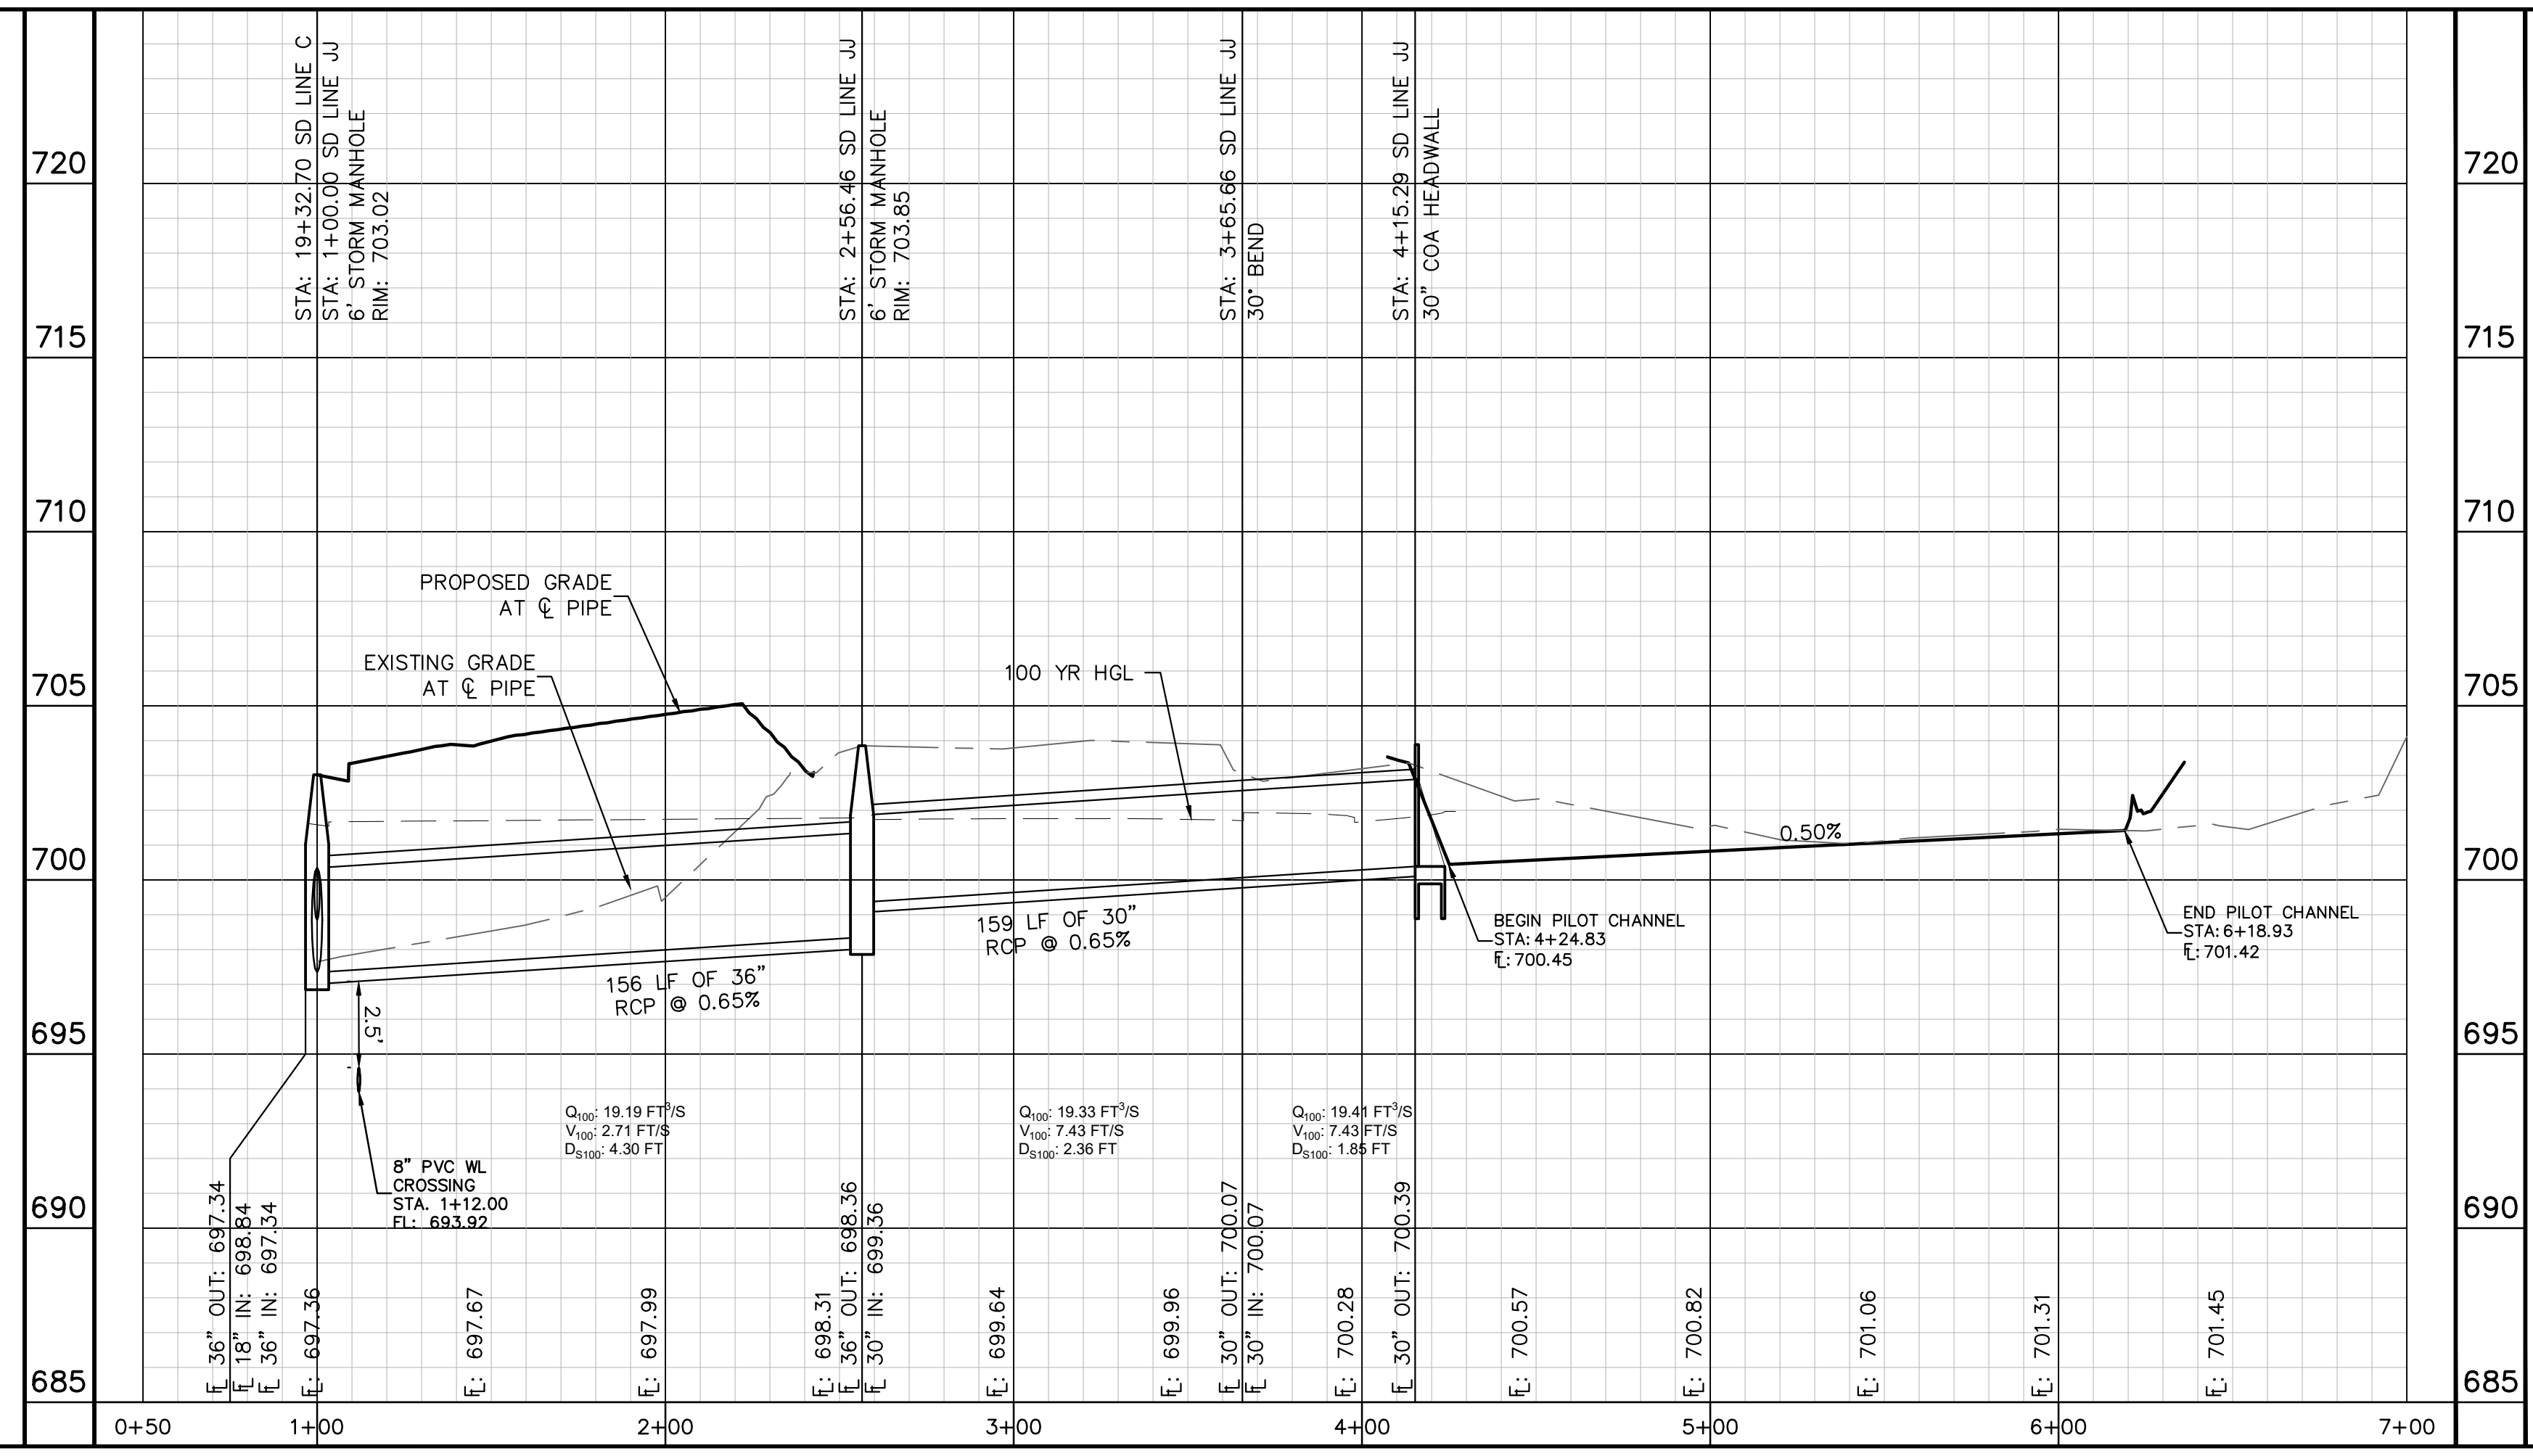 STA: 19+32.70 SD LINE C
STA: 1+00.00 SD LINE JJ
6' STORM MANHOLE
RIM: 703.02
STA: 2+56.46 SD LINE JJ
6' STORM MANHOLE
RIM: 703.85
STA: 3+65.66 SD LINE JJ
30° BEND
STA: 4+15.29 SD LINE JJ
30" COA HEADWALL
720
720
715
715
710
710
705
705
700
700
695
695
690
690
685
685
PROPOSED GRADE
AT ℄ PIPE
EXISTING GRADE
AT ℄ PIPE
100 YR HGL
0.50%
159 LF OF 30"
RCP @ 0.65%
156 LF OF 36"
RCP @ 0.65%
BEGIN PILOT CHANNEL
STA: 4+24.83
FL: 700.45
END PILOT CHANNEL
STA: 6+18.93
FL: 701.42
2.5'
Q100: 19.19 FT³/S
V100: 2.71 FT/S
DS100: 4.30 FT
Q100: 19.33 FT³/S
V100: 7.43 FT/S
DS100: 2.36 FT
Q100: 19.41 FT³/S
V100: 7.43 FT/S
DS100: 1.85 FT
8" PVC WL
CROSSING
STA. 1+12.00
FL: 693.92
FL 36" OUT: 697.34
FL 18" IN: 698.84
FL 36" IN: 697.34
FL: 697.36
FL: 697.67
FL: 697.99
FL: 698.31
FL 36" OUT: 698.36
FL 30" IN: 699.36
FL: 699.64
FL: 699.96
FL 30" OUT: 700.07
FL 30" IN: 700.07
FL: 700.28
FL 30" OUT: 700.39
FL: 700.57
FL: 700.82
FL: 701.06
FL: 701.31
FL: 701.45
0+50
1+00
2+00
3+00
4+00
5+00
6+00
7+00